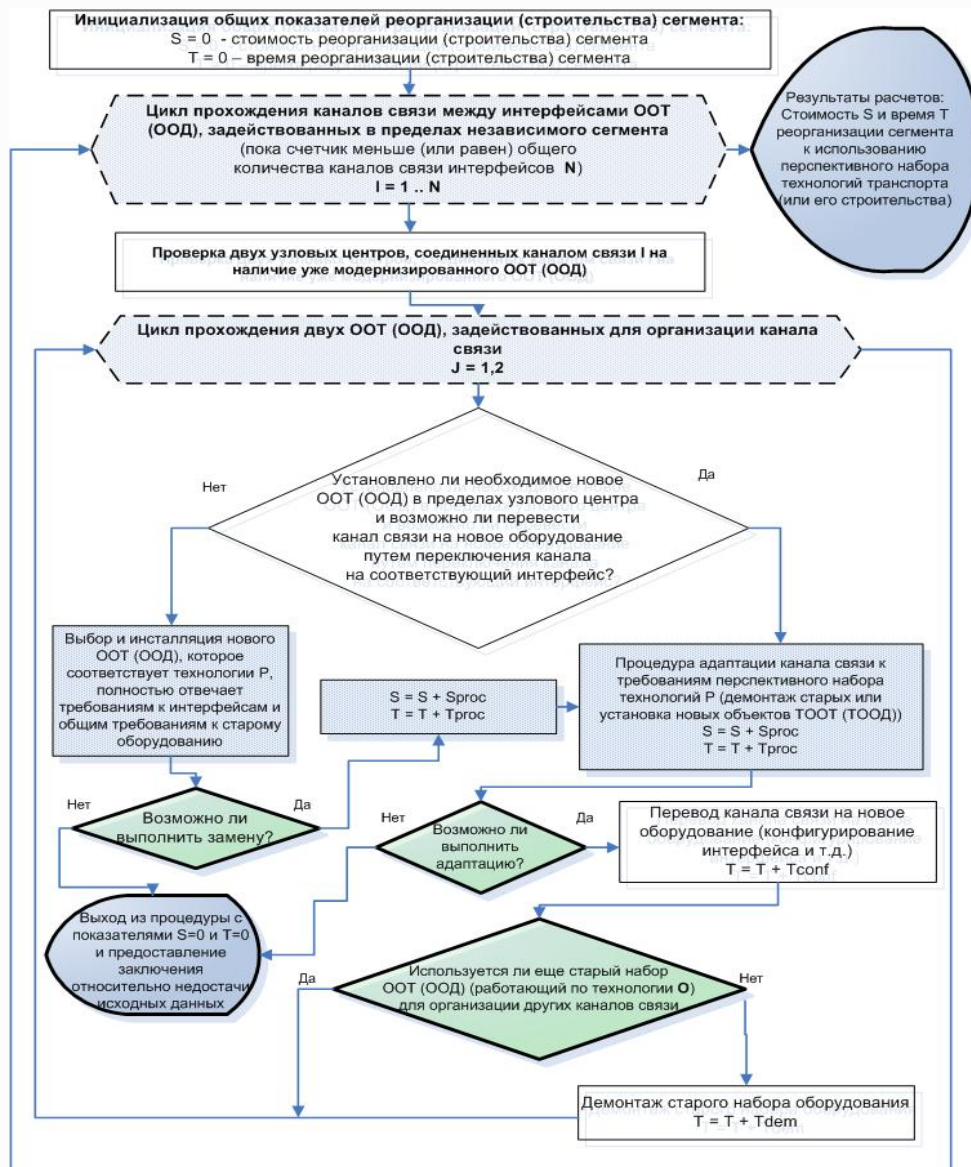 Инициализация общих показателей реорганизации (строительства) сегмента:
S = 0 - стоимость реорганизации (строительства) сегмента
T = 0 – время реорганизации (строительства) сегмента
Цикл прохождения каналов связи между интерфейсами ООТ
(ООД), задействованных в пределах независимого сегмента
(пока счетчик меньше (или равен) общего
количества каналов связи интерфейсов N)
I = 1 .. N
Результаты расчетов:
Стоимость S и время T
реорганизации сегмента
к использованию
перспективного набора
технологий транспорта
(или его строительства)
Проверка двух узловых центров, соединенных каналом связи I на
наличие уже модернизированного ООТ (ООД)
Цикл прохождения двух ООТ (ООД), задействованных для организации канала
связи
J = 1,2
Нет
Да
Установлено ли необходимое новое
ООТ (ООД) в пределах узлового центра
и возможно ли перевести
канал связи на новое оборудование
путем переключения канала
на соответствующий интерфейс?
Выбор и инсталляция нового
ООТ (ООД), которое
соответствует технологии P,
полностью отвечает
требованиям к интерфейсам и
общим требованиям к старому
оборудованию
S = S + Sproc
T = T + Tproc
Процедура адаптации канала связи к
требованиям перспективного набора
технологий P (демонтаж старых или
установка новых объектов ТООТ (ТООД))
S = S + Sproc
T = T + Tproc
Нет
Да
Возможно ли
выполнить замену?
Нет
Да
Возможно ли
выполнить
адаптацию?
Перевод канала связи на новое
оборудование (конфигурирование
интерфейса и т.д.)
T = T + Tconf
Выход из процедуры с
показателями S=0 и T=0
и предоставление
заключения
относительно недостачи
исходных данных
Да
Нет
Используется ли еще старый набор
ООТ (ООД) (работающий по технологии O)
для организации других каналов связи
Демонтаж старого набора оборудования
T = T + Tdem